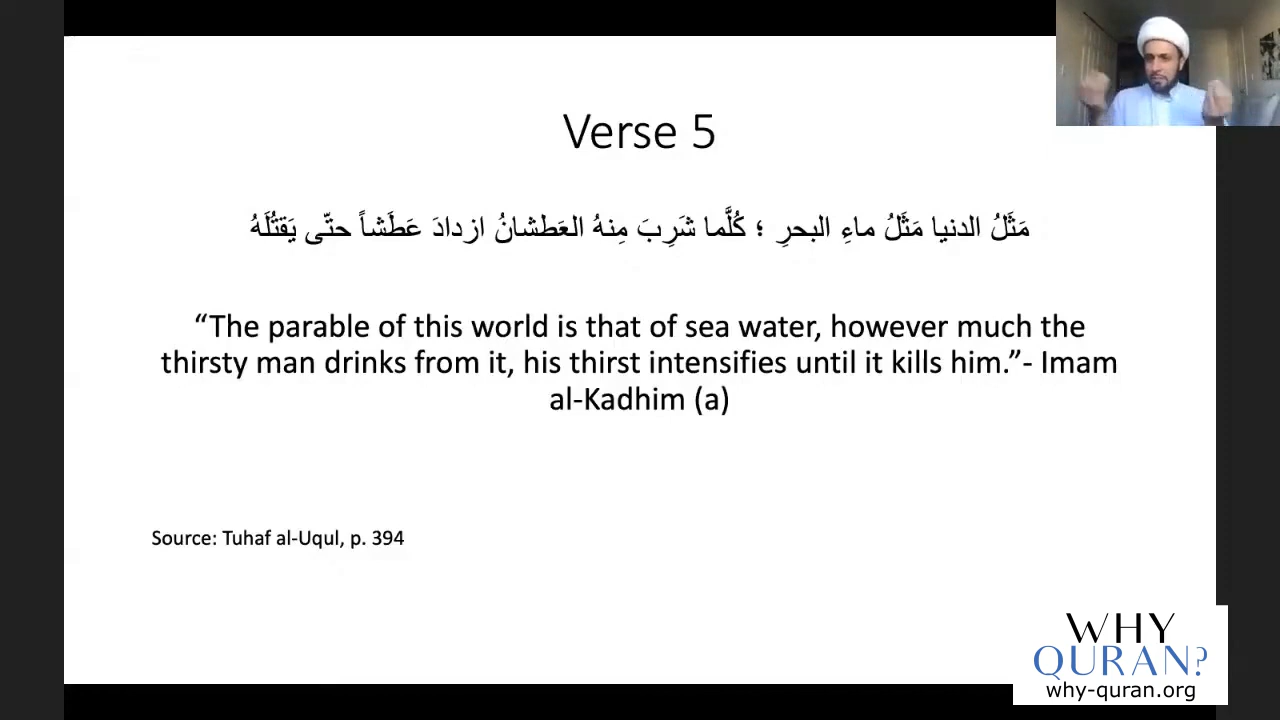 Verse 5
مَثَلُ الدنيا مَثَلُ ماءِ البحرِ ؛ كُلَّما شَرِبَ مِنهُ العَطشانُ ازدادَ عَطَشاً حتّى يَقتُلَهُ
“The parable of this world is that of sea water, however much the
thirsty man drinks from it, his thirst intensifies until it kills him.”- Imam
al-Kadhim (a)
Source: Tuhaf al-Uqul, p. 394
WHY
QURAN?
why-quran.org